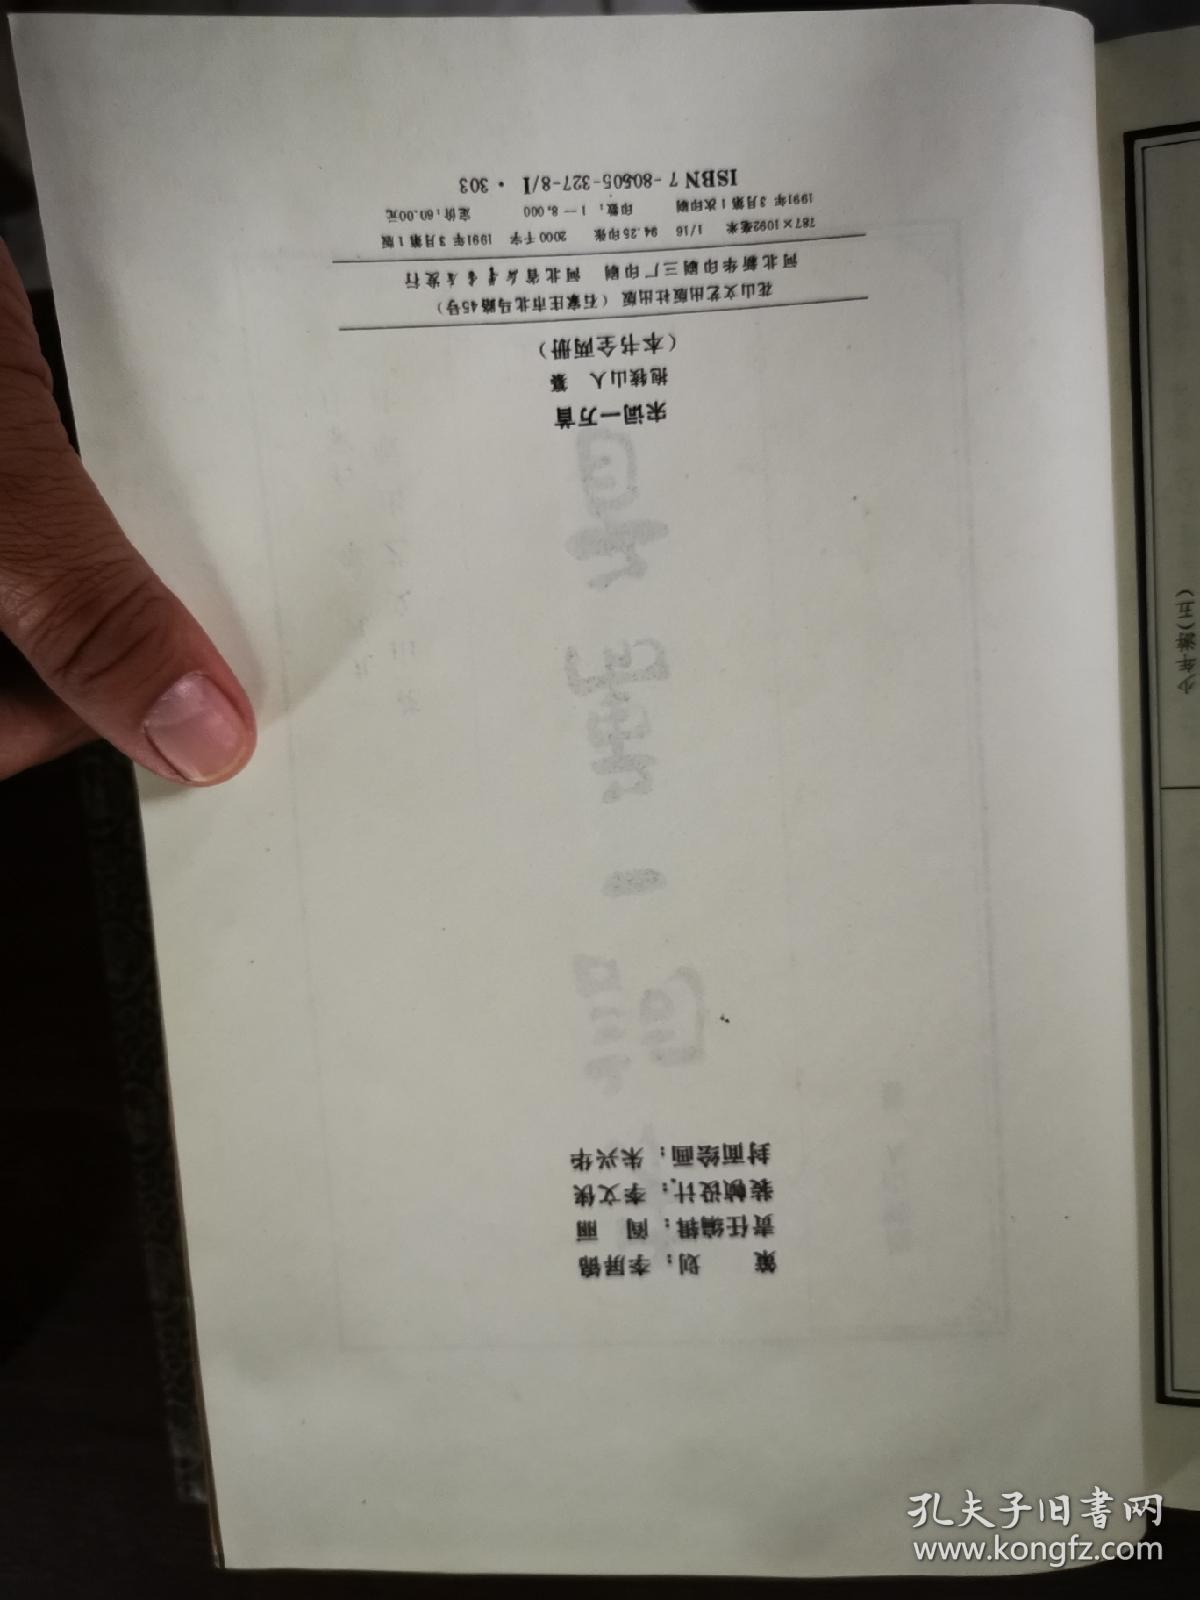 策　　划：李屏锦
责任编辑：阎　丽
装帧设计：李文侠
封面绘画：朱兴华
宋词一万首
抱犊山人　纂
（本书全两册）
花山文艺出版社出版（石家庄市北马路45号）
河北新华印刷三厂印刷　河北省新华书店发行
787×1092毫米　1/16　94.25印张　2000千字　1991年3月第1版
1991年3月第1次印刷　印数：1—8,000　定价：60.00元
ISBN 7-80505-327-8/I·303
少年游(五)
孔夫子旧书网
www.kongfz.com